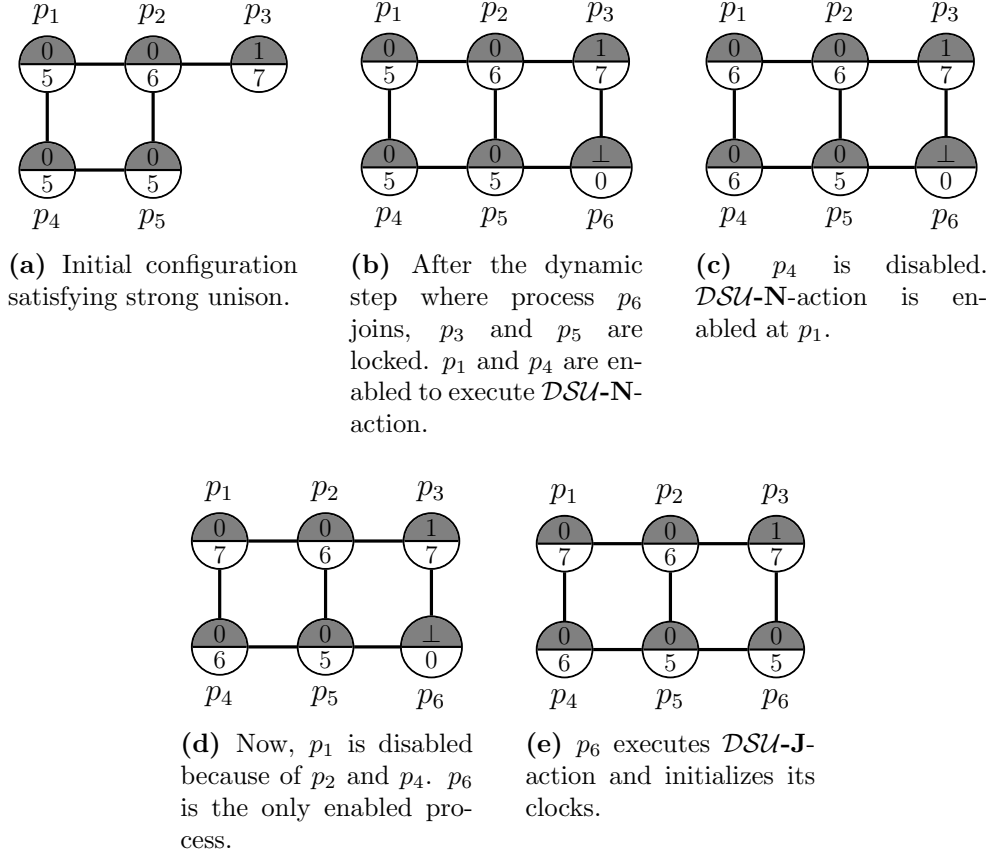 p1 p2 p3 p1 p2 p3 p1 p2 p3
0 0 1 0 0 1 0 0 1
5 6 7 5 6 7 6 6 7
0 0 0 0 ⊥ 0 0 ⊥
5 5 5 5 0 6 5 0
p4 p5 p4 p5 p6 p4 p5 p6
(a) Initial configuration
satisfying strong unison.
(b) After the dynamic
step where process p6
joins, p3 and p5 are
locked. p1 and p4 are en-
abled to execute DSU-N-
action.
(c) p4 is disabled.
DSU-N-action is en-
abled at p1.
p1 p2 p3 p1 p2 p3
0 0 1 0 0 1
7 6 7 7 6 7
0 0 ⊥ 0 0 0
6 5 0 6 5 5
p4 p5 p6 p4 p5 p6
(d) Now, p1 is disabled
because of p2 and p4. p6
is the only enabled pro-
cess.
(e) p6 executes DSU-J-
action and initializes its
clocks.